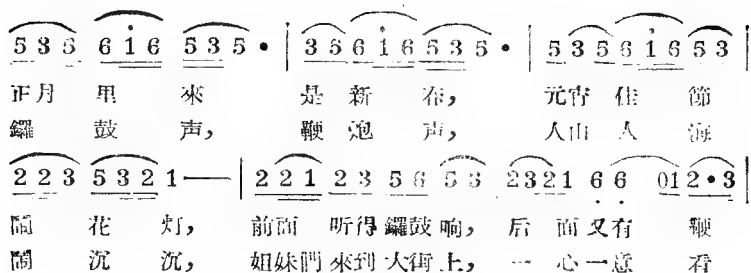 5 3 6 6 1 6 5 3 5 • | 3 6 6 1 6 5 3 5 • | 5 3 5 6 1 6 5 3 |
正月 里 來 是 新 布, 元宵 佳 節
鑼 鼓 声, 鞭 炮 声, 人山 人 海
2 2 3 5 3 2 1 — | 2 2 1 2 3 5 6 5 3 2 3 2 1 6 6 0 1 2 • 3 |
鬧 花 灯, 前面 听得 鑼鼓 响, 后 面 又有 鞭
鬧 沉 沉, 姐妹們 來到 大街 上, 一 心 一 意 看